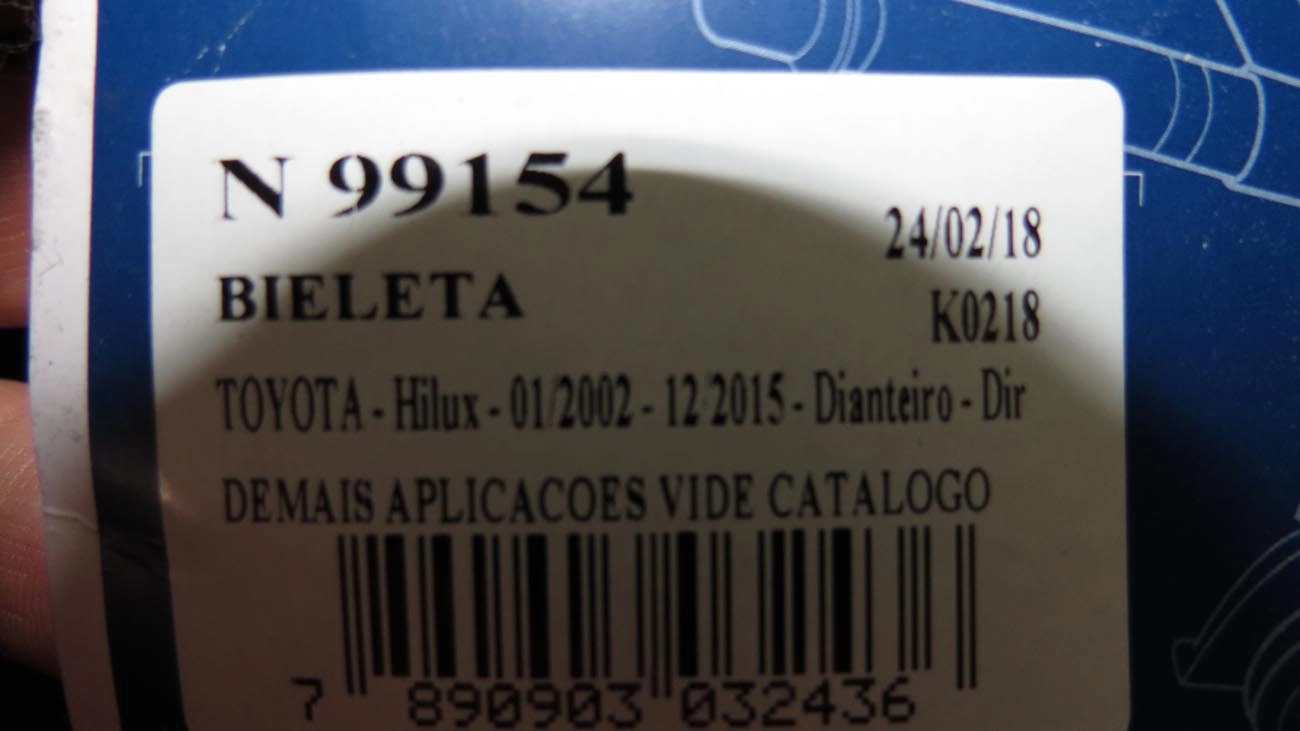 N 99154
24/02/18
BIELETA
K0218
TOYOTA - Hilux - 01/2002 - 12/2015 - Dianteiro - Dir
DEMAIS APLICACOES VIDE CATALOGO
7 890903 032436